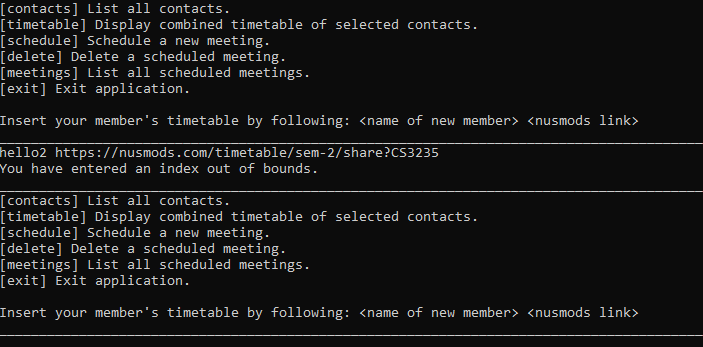 [contacts] List all contacts.
[timetable] Display combined timetable of selected contacts.
[schedule] Schedule a new meeting.
[delete] Delete a scheduled meeting.
[meetings] List all scheduled meetings.
[exit] Exit application.
Insert your member's timetable by following: <name of new member> <nusmods link>
hello2 https://nusmods.com/timetable/sem-2/share?CS3235
You have entered an index out of bounds.
[contacts] List all contacts.
[timetable] Display combined timetable of selected contacts.
[schedule] Schedule a new meeting.
[delete] Delete a scheduled meeting.
[meetings] List all scheduled meetings.
[exit] Exit application.
Insert your member's timetable by following: <name of new member> <nusmods link>